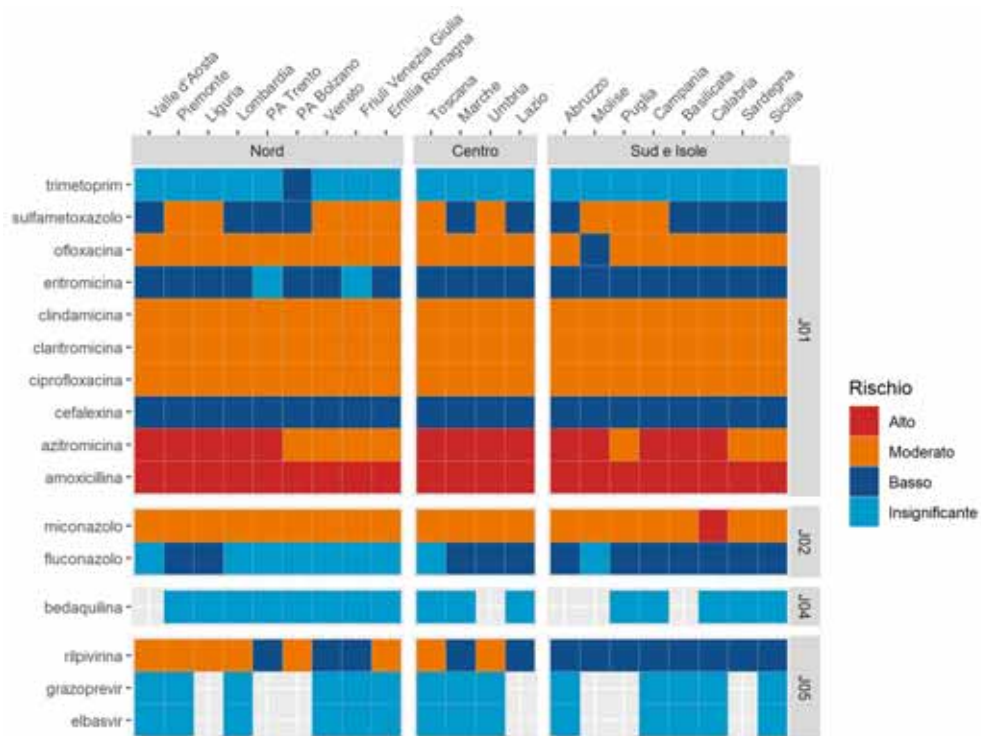 Valle d'Aosta
Piemonte
Liguria
Lombardia
PA Trento
PA Bolzano
Veneto
Friuli Venezia Giulia
Emilia Romagna
Toscana
Marche
Umbria
Lazio
Abruzzo
Molise
Puglia
Campania
Basilicata
Calabria
Sardegna
Sicilia
Nord
Centro
Sud e Isole
trimetoprim
sulfametoxazolo
ofloxacina
eritromicina
clindamicina
claritromicina
ciprofloxacina
cefalexina
azitromicina
amoxicillina
J01
miconazolo
fluconazolo
J02
bedaquilina
J04
rilpivirina
grazoprevir
elbasvir
J05
Rischio
Alto
Moderato
Basso
Insignificante